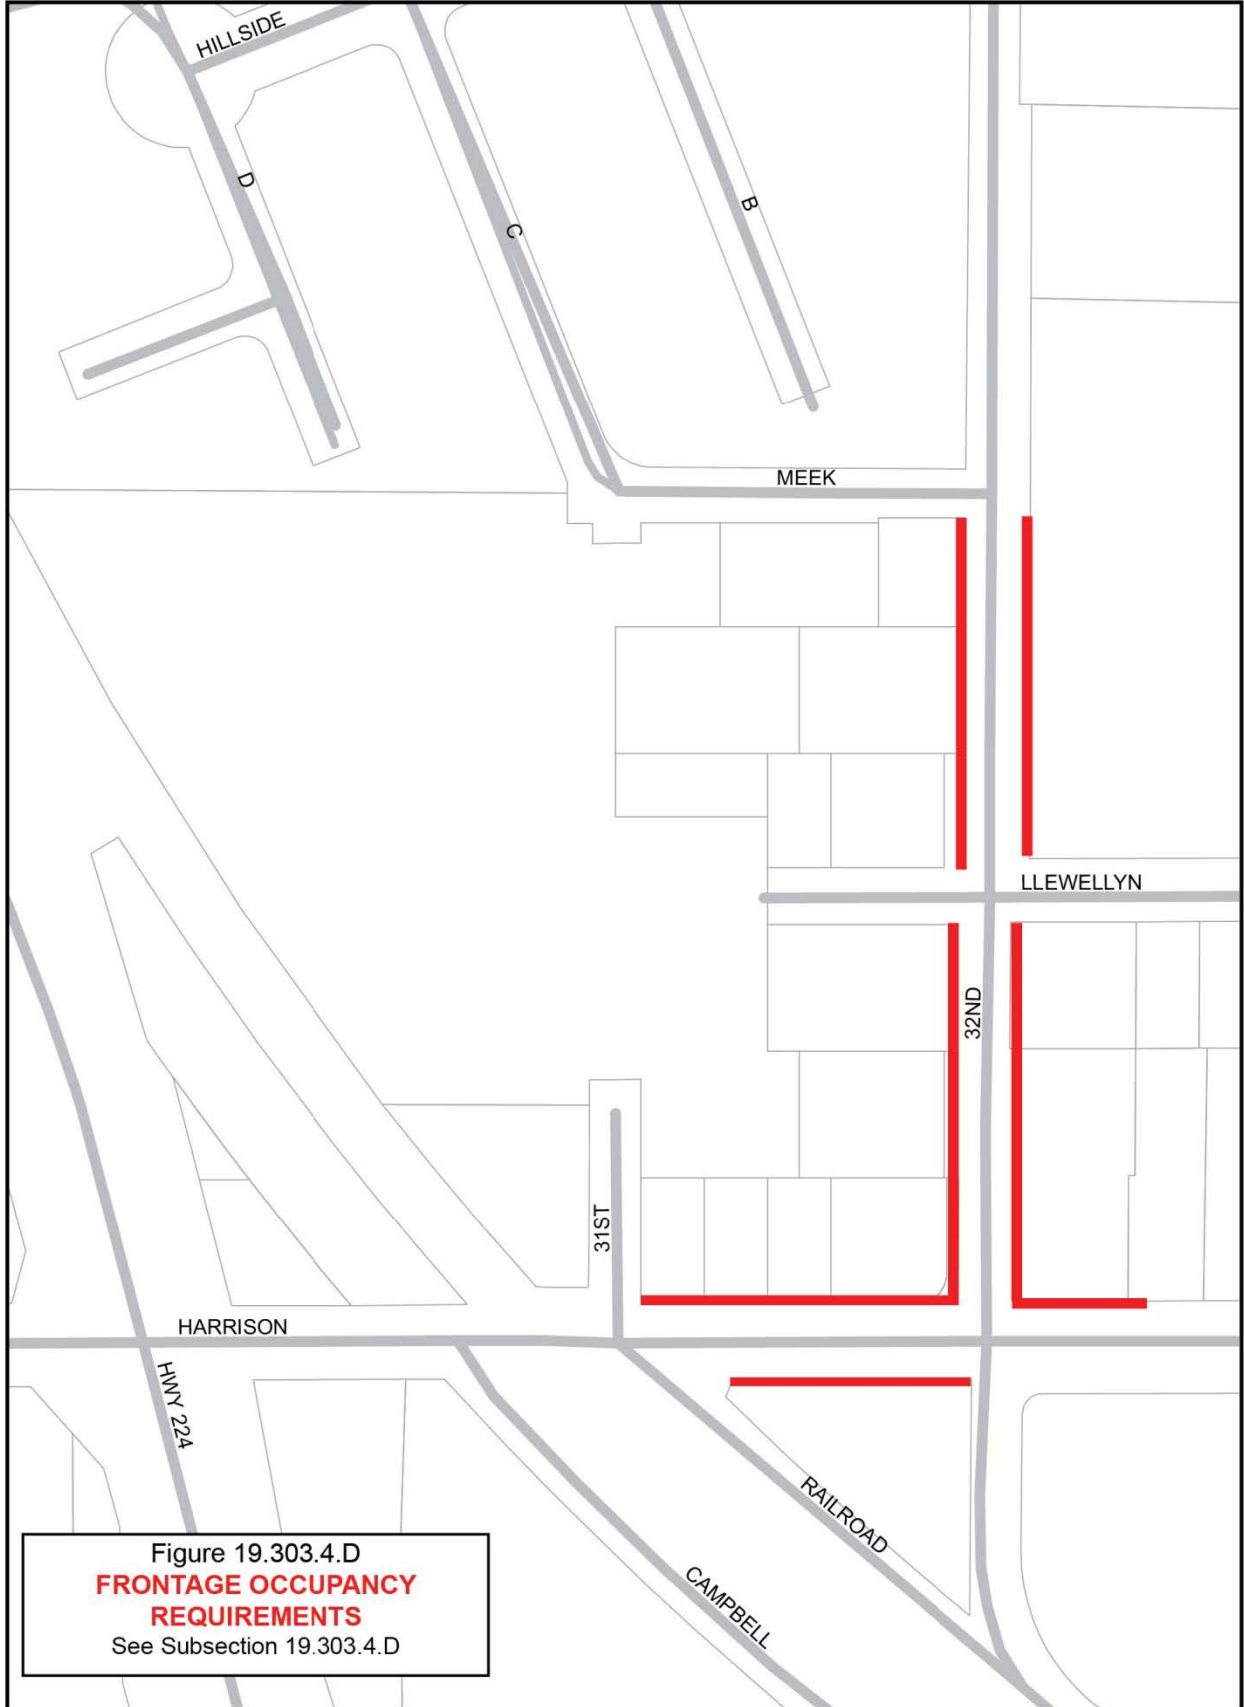 HILLSIDE
D
C
B
MEEK
LLEWELLYN
32ND
31ST
HARRISON
HWY 224
RAILROAD
CAMPBELL
Figure 19.303.4.D
FRONTAGE OCCUPANCY
REQUIREMENTS
See Subsection 19.303.4.D